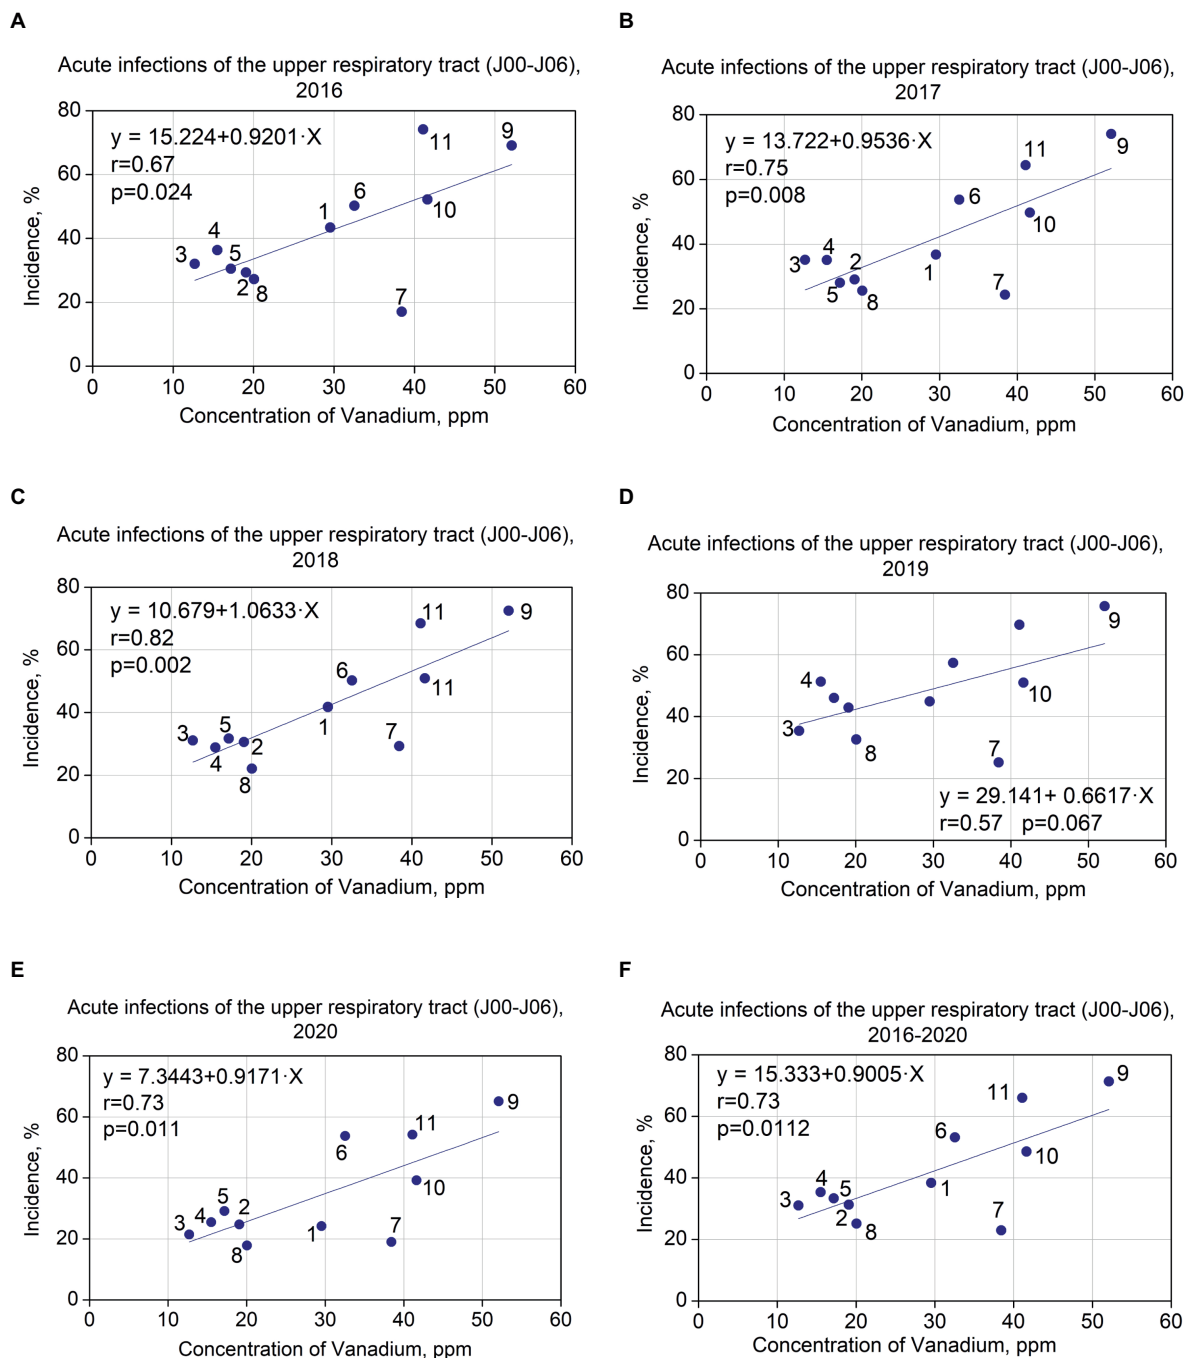 A
Acute infections of the upper respiratory tract (J00-J06),
2016
y = 15.224+0.9201·X
r=0.67
p=0.024
80
60
40
20
0
Incidence, %
3
4
5
2
8
1
6
7
11
10
9
0 10 20 30 40 50 60
Concentration of Vanadium, ppm
B
Acute infections of the upper respiratory tract (J00-J06),
2017
y = 13.722+0.9536·X
r=0.75
p=0.008
80
60
40
20
0
Incidence, %
3
4
5
2
8
1
6
7
11
10
9
0 10 20 30 40 50 60
Concentration of Vanadium, ppm
C
Acute infections of the upper respiratory tract (J00-J06),
2018
y = 10.679+1.0633·X
r=0.82
p=0.002
80
60
40
20
0
Incidence, %
3
4
5
2
8
1
6
7
11
11
9
0 10 20 30 40 50 60
Concentration of Vanadium, ppm
D
Acute infections of the upper respiratory tract (J00-J06),
2019
80
60
40
20
0
Incidence, %
3
4
8
7
10
9
y = 29.141+ 0.6617·X
r=0.57 p=0.067
0 10 20 30 40 50 60
Concentration of Vanadium, ppm
E
Acute infections of the upper respiratory tract (J00-J06),
2020
y = 7.3443+0.9171·X
r=0.73
p=0.011
80
60
40
20
0
Incidence, %
3
4
5
2
8
1
6
7
11
10
9
0 10 20 30 40 50 60
Concentration of Vanadium, ppm
F
Acute infections of the upper respiratory tract (J00-J06),
2016-2020
y = 15.333+0.9005·X
r=0.73
p=0.0112
80
60
40
20
0
Incidence, %
3
4
5
2
8
1
6
7
11
10
9
0 10 20 30 40 50 60
Concentration of Vanadium, ppm